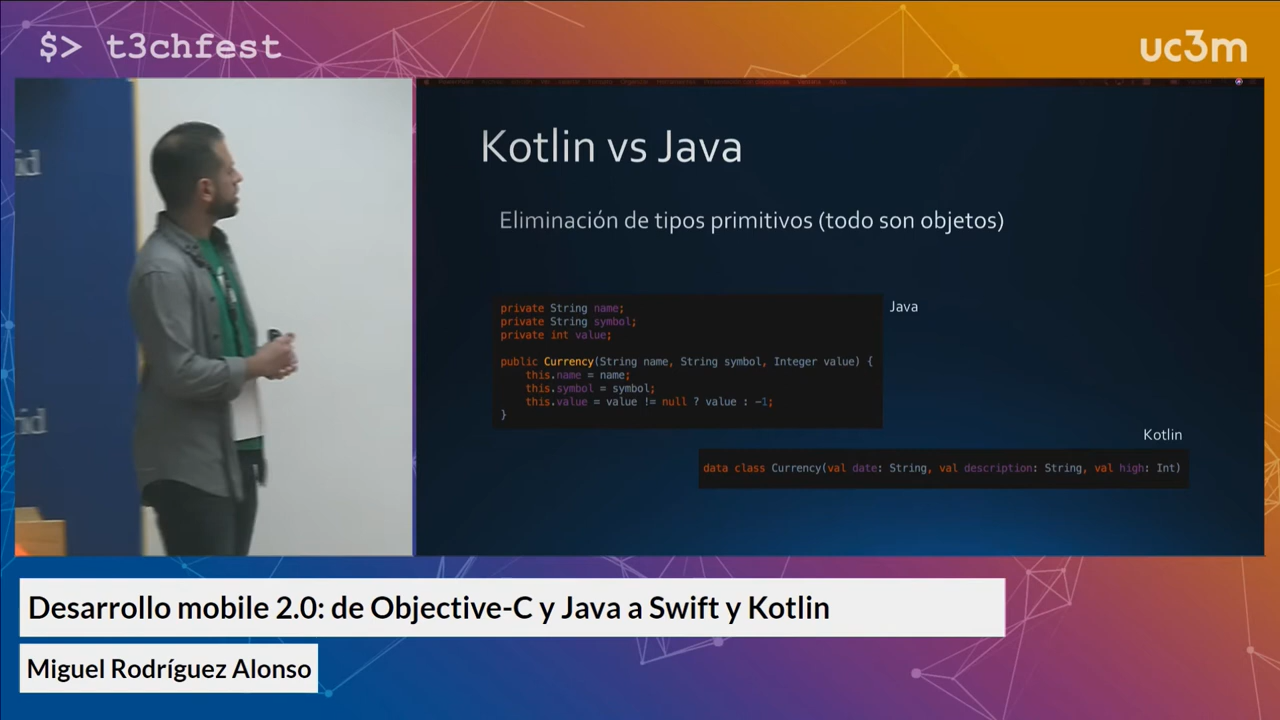 $> t3chfest
uc3m
id
id
Kotlin vs Java
Eliminación de tipos primitivos (todo son objetos)
Java
private String name;
private String symbol;
private int value;
public Currency(String name, String symbol, Integer value) {
this.name = name;
this.symbol = symbol;
this.value = value != null ? value : -1;
}
Kotlin
data class Currency(val date: String, val description: String, val high: Int)
Desarrollo mobile 2.0: de Objective-C y Java a Swift y Kotlin
Miguel Rodríguez Alonso